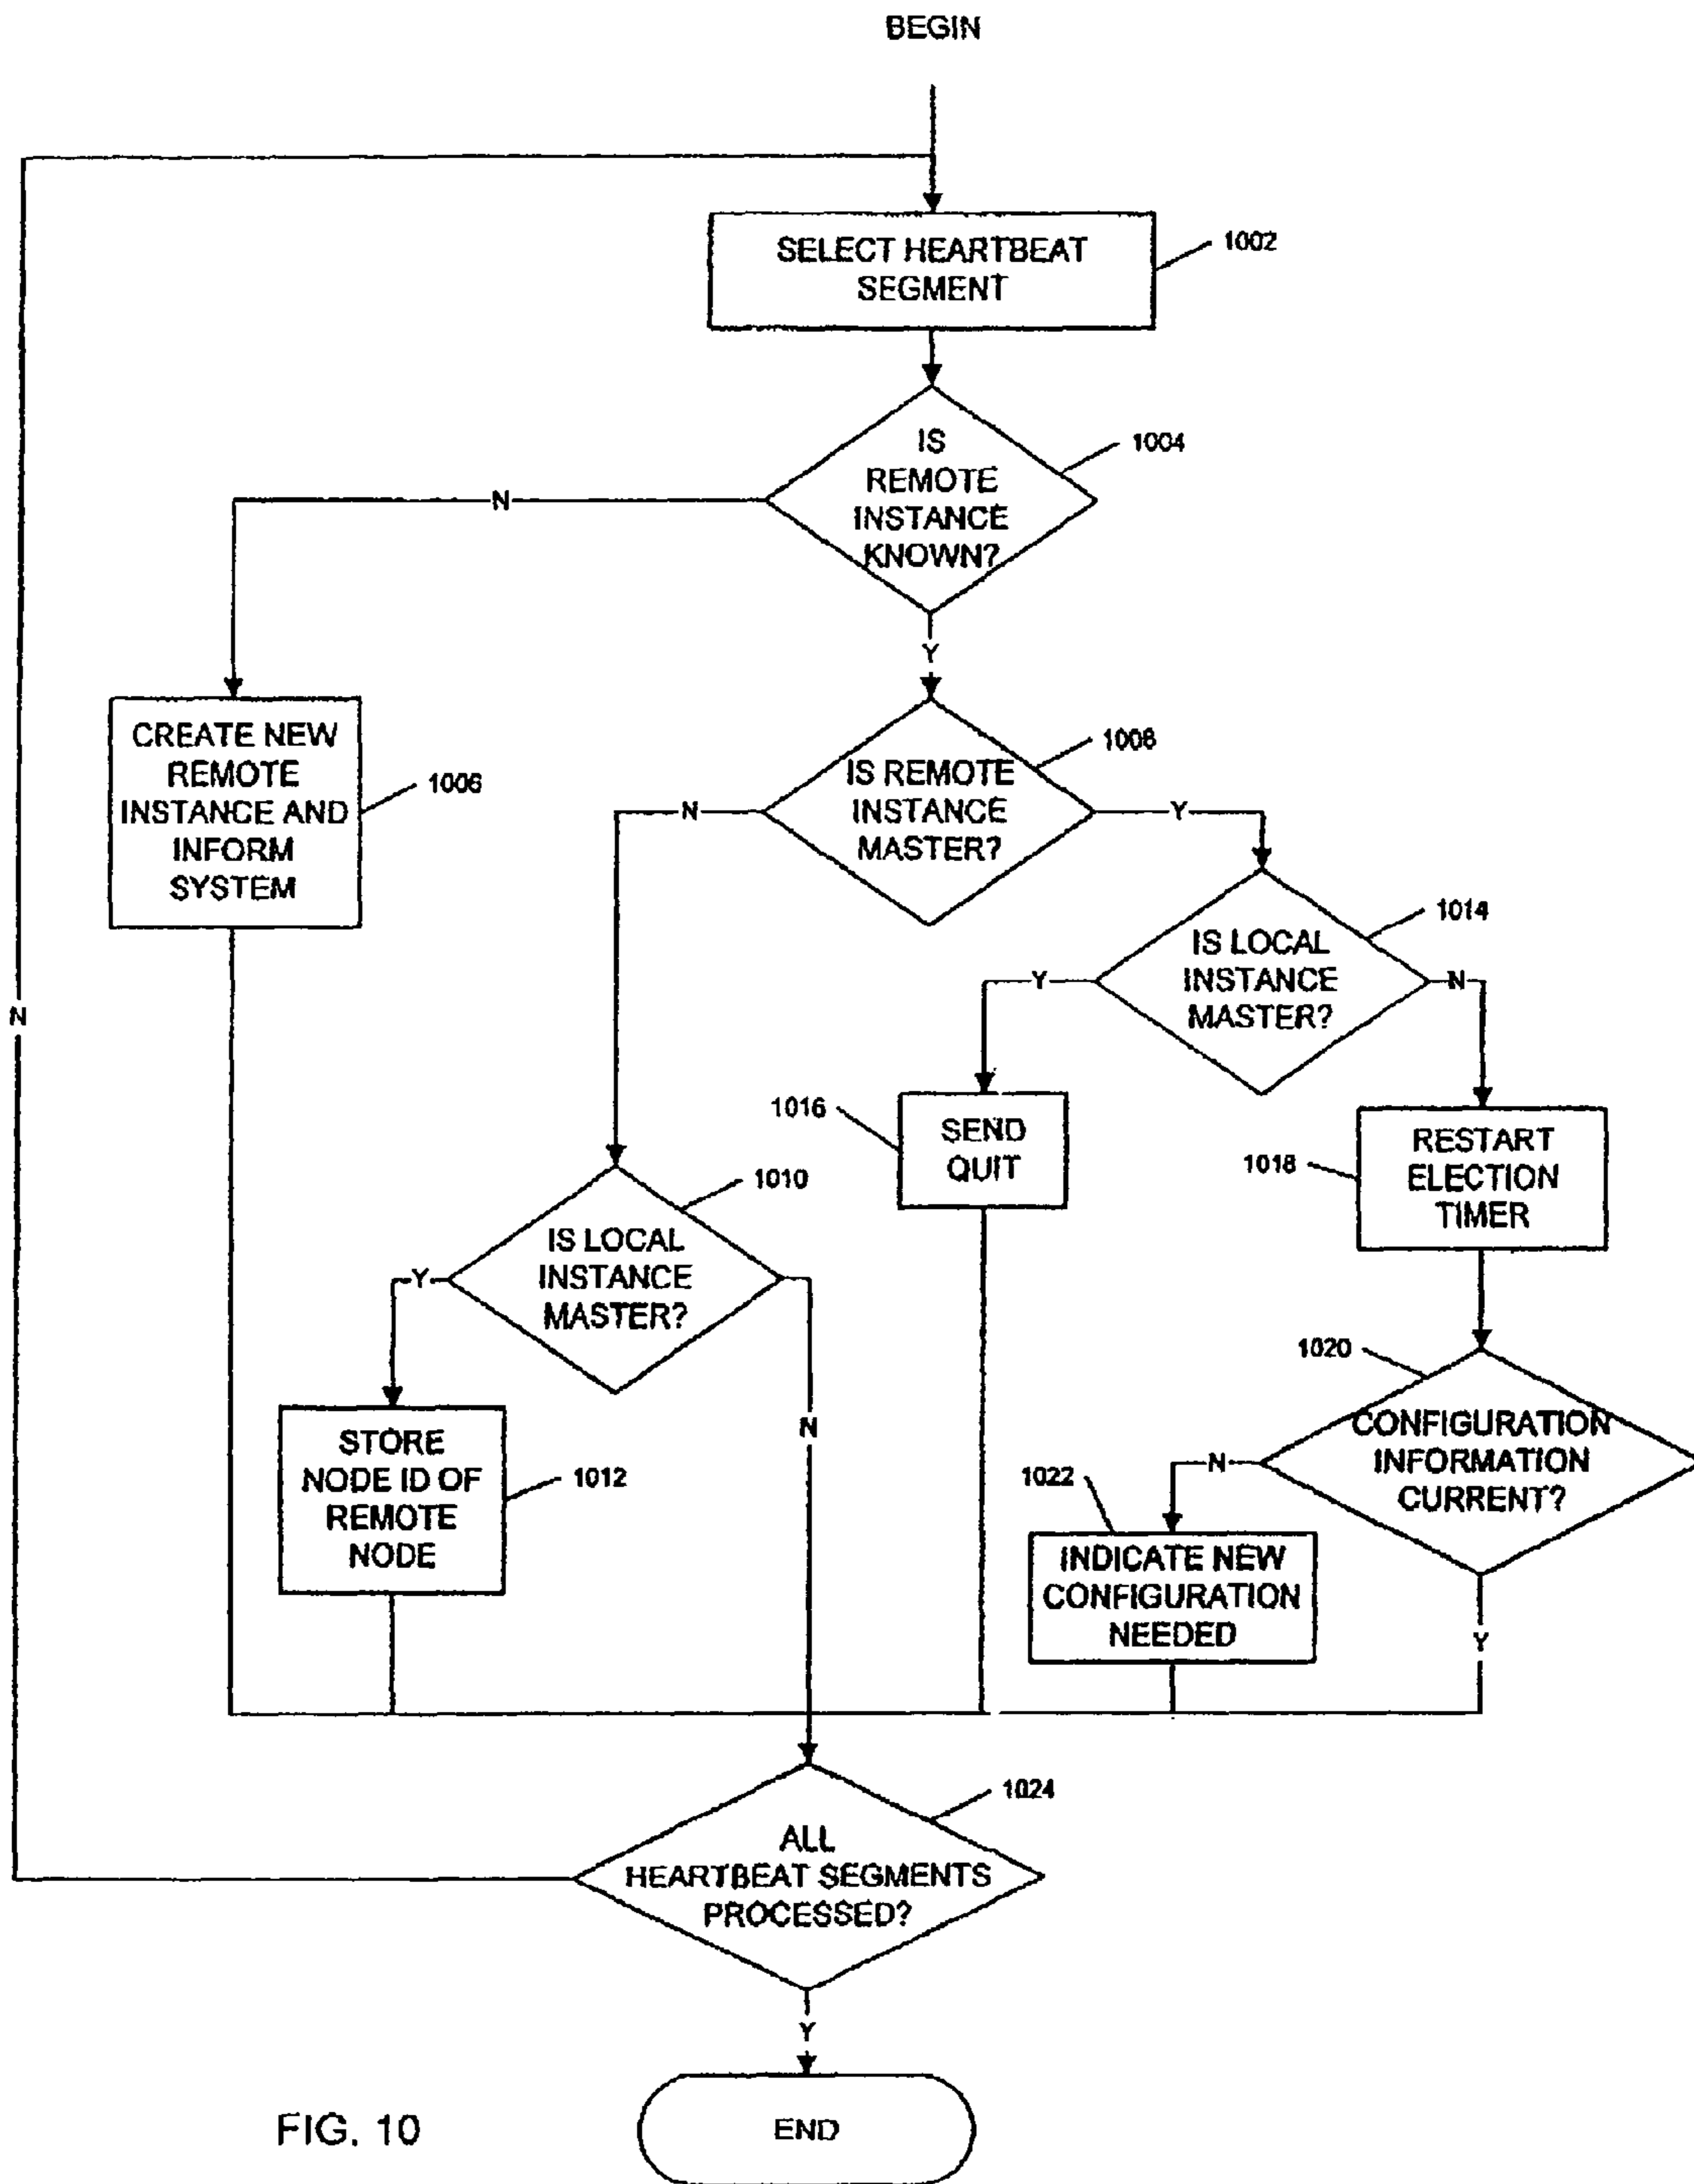 BEGIN
SELECT HEARTBEAT
SEGMENT
1002
IS
REMOTE
INSTANCE
KNOWN?
1004
N
Y
CREATE NEW
REMOTE
INSTANCE AND
INFORM
SYSTEM
1006
IS REMOTE
INSTANCE
MASTER?
1008
N
Y
IS LOCAL
INSTANCE
MASTER?
1014
Y
N
N
1016
SEND
QUIT
1018
RESTART
ELECTION
TIMER
IS LOCAL
INSTANCE
MASTER?
1010
Y
N
STORE
NODE ID OF
REMOTE
NODE
1012
1020
CONFIGURATION
INFORMATION
CURRENT?
N
Y
1022
INDICATE NEW
CONFIGURATION
NEEDED
ALL
HEARTBEAT SEGMENTS
PROCESSED?
1024
Y
END
FIG. 10